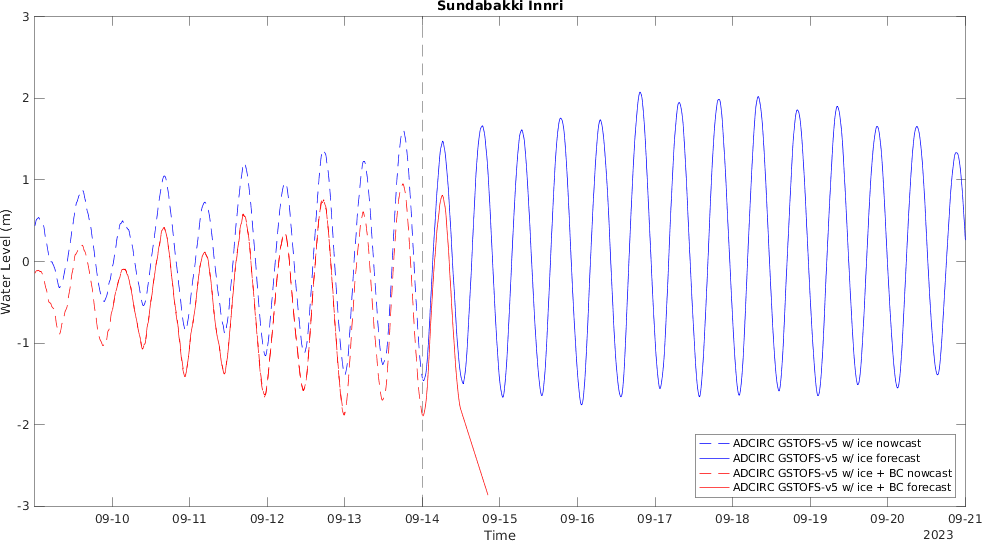 Sundabakki Innri
3
2
1
0
-1
-2
-3
Water Level (m)
ADCIRC GSTOFS-v5 w/ ice nowcast
ADCIRC GSTOFS-v5 w/ ice forecast
ADCIRC GSTOFS-v5 w/ ice + BC nowcast
ADCIRC GSTOFS-v5 w/ ice + BC forecast
09-10 09-11 09-12 09-13 09-14 09-15 09-16 09-17 09-18 09-19 09-20 09-21
Time
2023